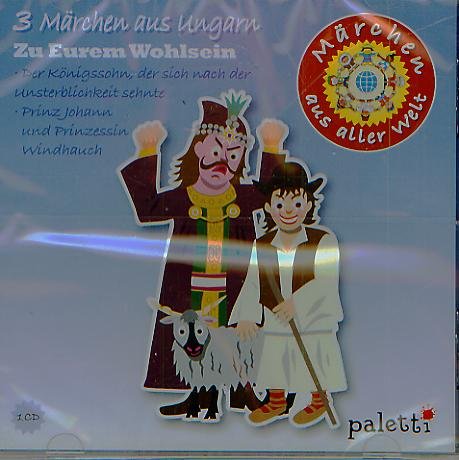 3 Märchen aus Ungarn
Zu Eurem Wohlsein
· Der Königssohn, der sich nach der
Unsterblichkeit sehnte
· Prinz Johann
und Prinzessin
Windhauch
Märchen
aus aller Welt
1 CD
paletti